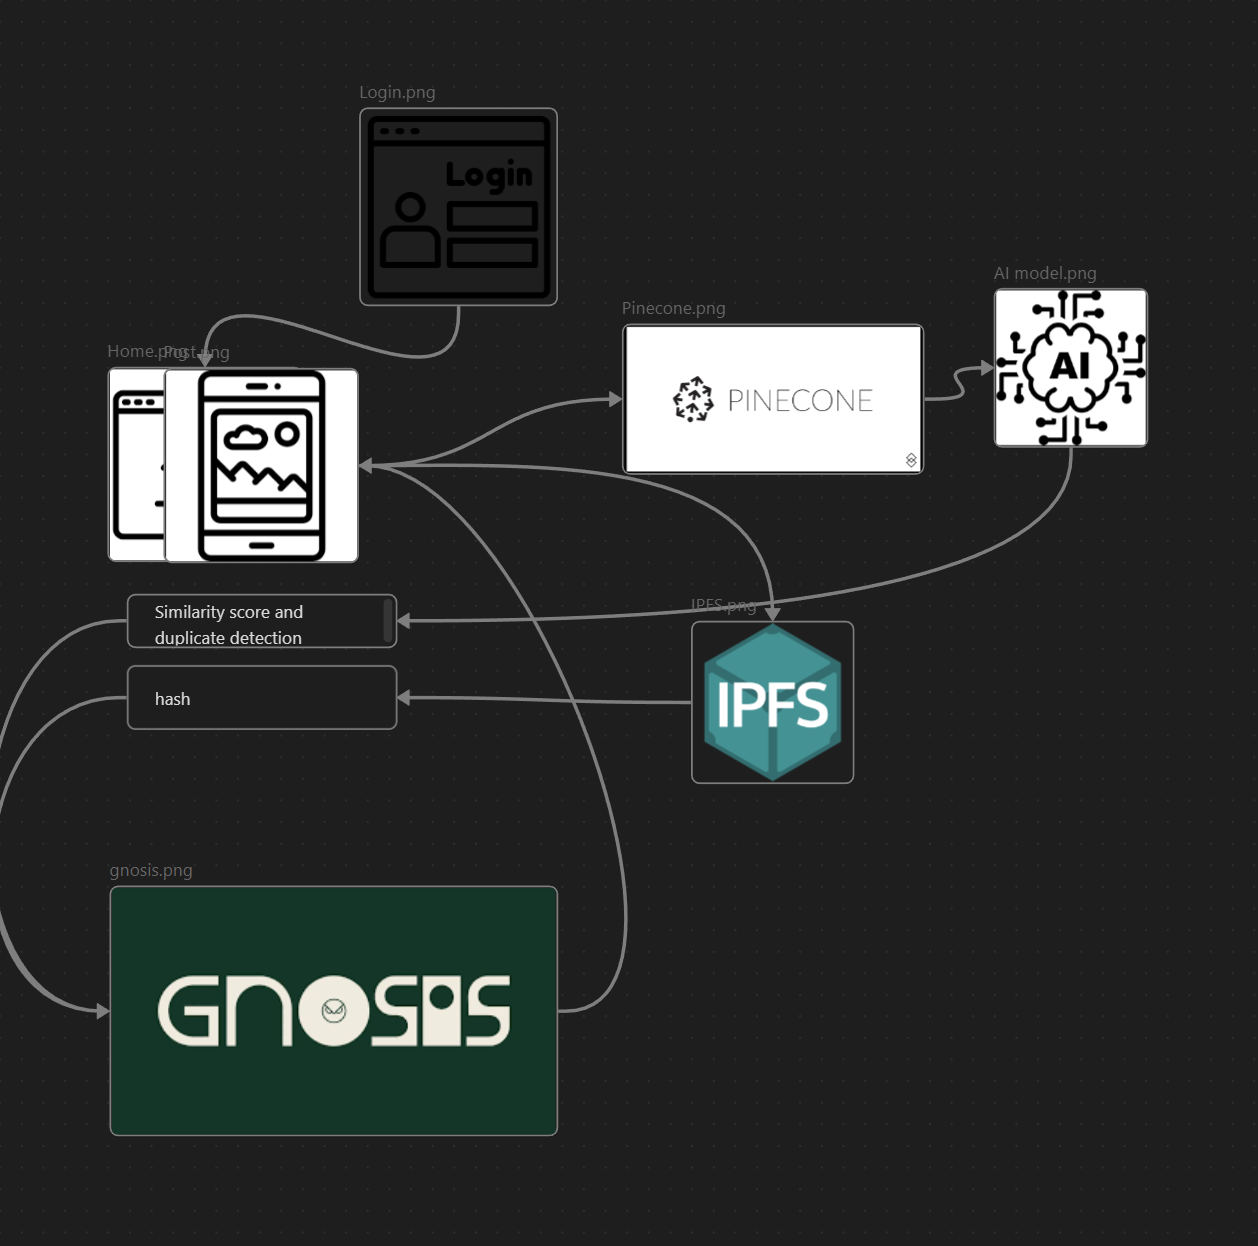 Login.png
Login
AI model.png
AI
Pinecone.png
PINECONE
Home.png
Post.png
Similarity score and
duplicate detection
hash
IPFS.png
IPFS
gnosis.png
GNOSIS